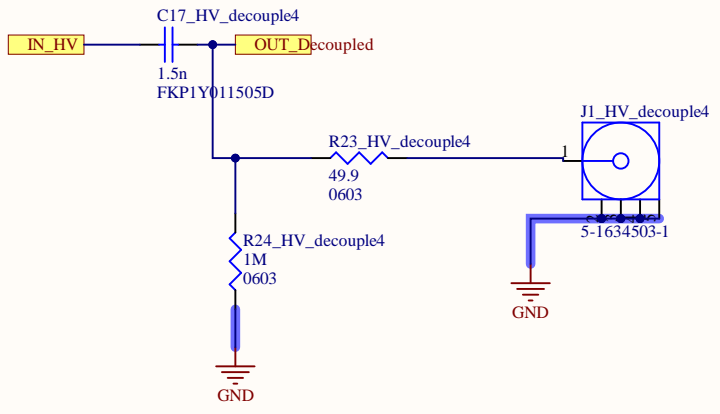 C17_HV_decouple4
IN_HV
OUT_Decoupled
1.5n
FKP1Y011505D
J1_HV_decouple4
R23_HV_decouple4
1
49.9
0603
R24_HV_decouple4
1M
0603
5-1634503-1
GND
GND